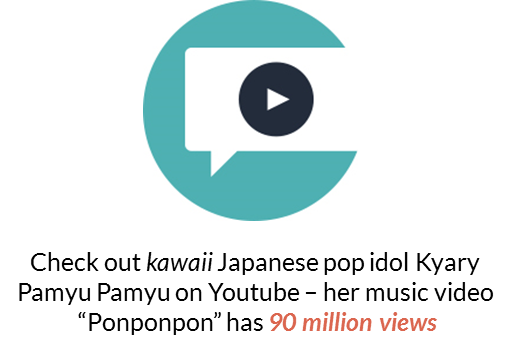 Check out kawaii Japanese pop idol Kyary
Pamyu Pamyu on Youtube – her music video
“Ponponpon” has 90 million views